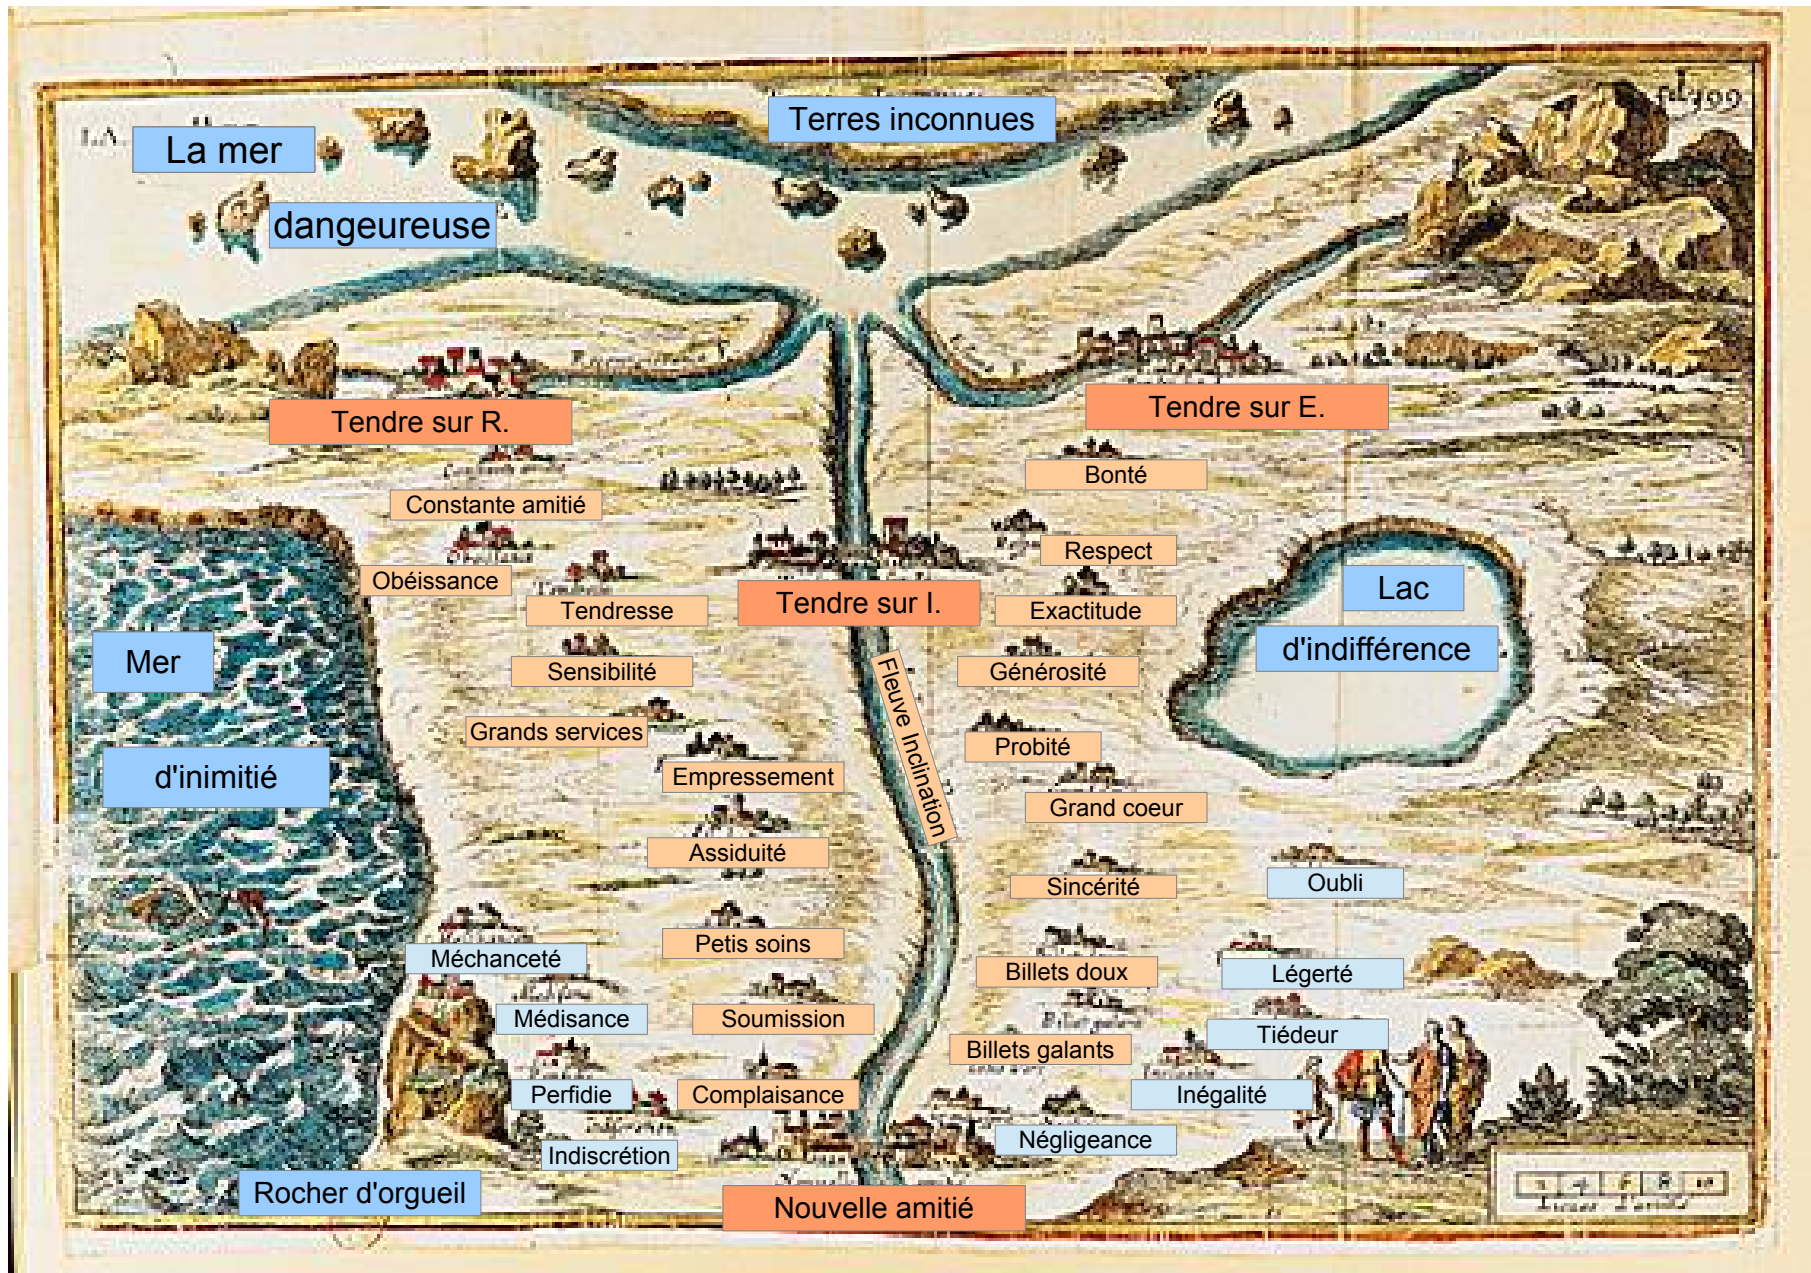 Terres inconnues
LA
La mer
dangeureuse
Tendre sur R.
Tendre sur E.
Bonté
Constante amitié
Respect
Obéissance
Tendresse
Tendre sur I.
Exactitude
Lac
d'indifférence
Mer
d'inimitié
Sensibilité
Générosité
Fleuve Inclination
Grands services
Probité
Empressement
Grand coeur
Assiduité
Sincérité
Oubli
Petis soins
Méchanceté
Billets doux
Légerté
Médisance
Soumission
Tiédeur
Billets galants
Perfidie
Complaisance
Inégalité
Négligeance
Indiscrétion
Rocher d'orgueil
Nouvelle amitié